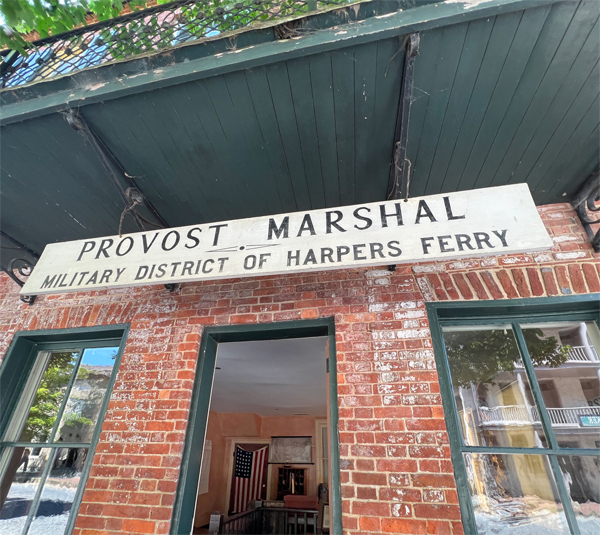 PROVOST MARSHAL
MILITARY DISTRICT OF HARPERS FERRY